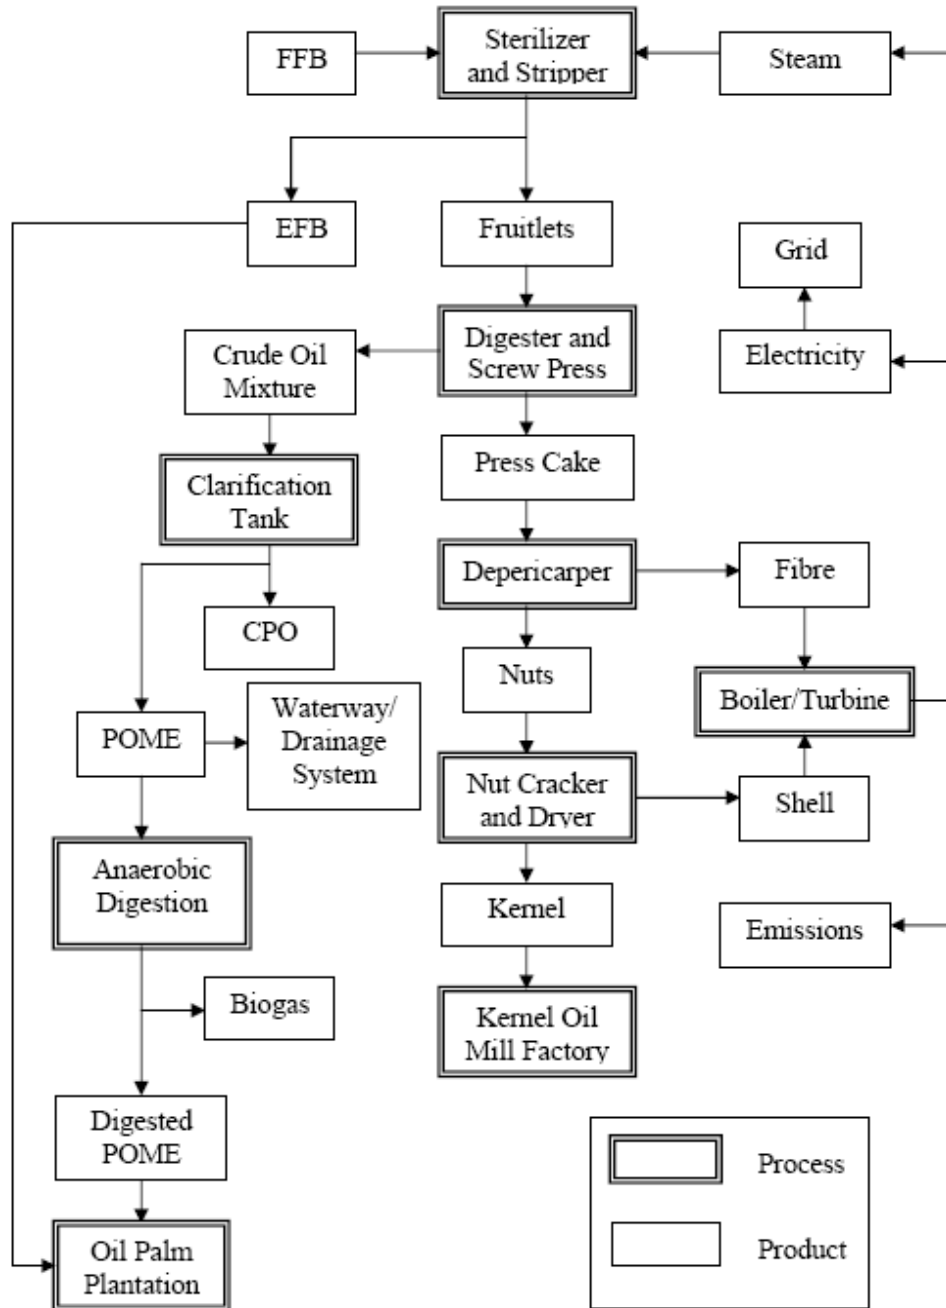 FFB
Sterilizer
and Stripper
Steam
EFB
Fruitlets
Grid
Crude Oil
Mixture
Digester and
Screw Press
Electricity
Press Cake
Clarification
Tank
Depericarper
Fibre
CPO
Nuts
Waterway/
Drainage
System
POME
Boiler/Turbine
Nut Cracker
and Dryer
Shell
Anaerobic
Digestion
Kernel
Emissions
Biogas
Kernel Oil
Mill Factory
Digested
POME
Process
Oil Palm
Plantation
Product